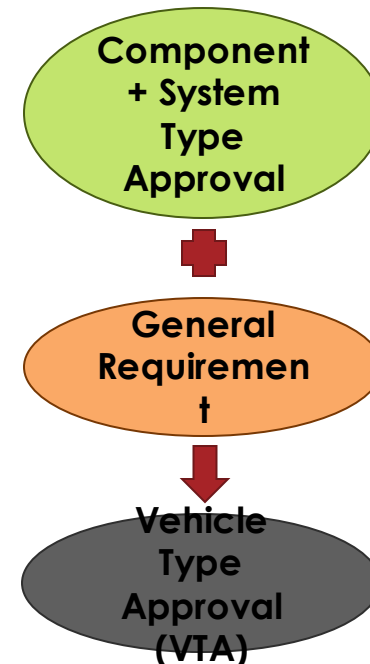 Component
+ System
Type
Approval
General
Requiremen
t
Vehicle
Type
Approval
(VTA)